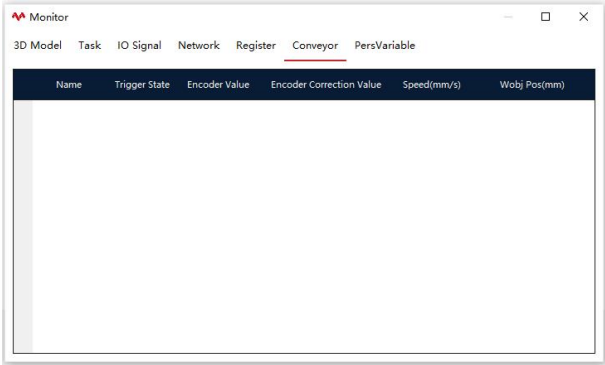 Monitor
3D Model Task IO Signal Network Register Conveyor PersVariable
Name Trigger State Encoder Value Encoder Correction Value Speed(mm/s) Wobj Pos(mm)